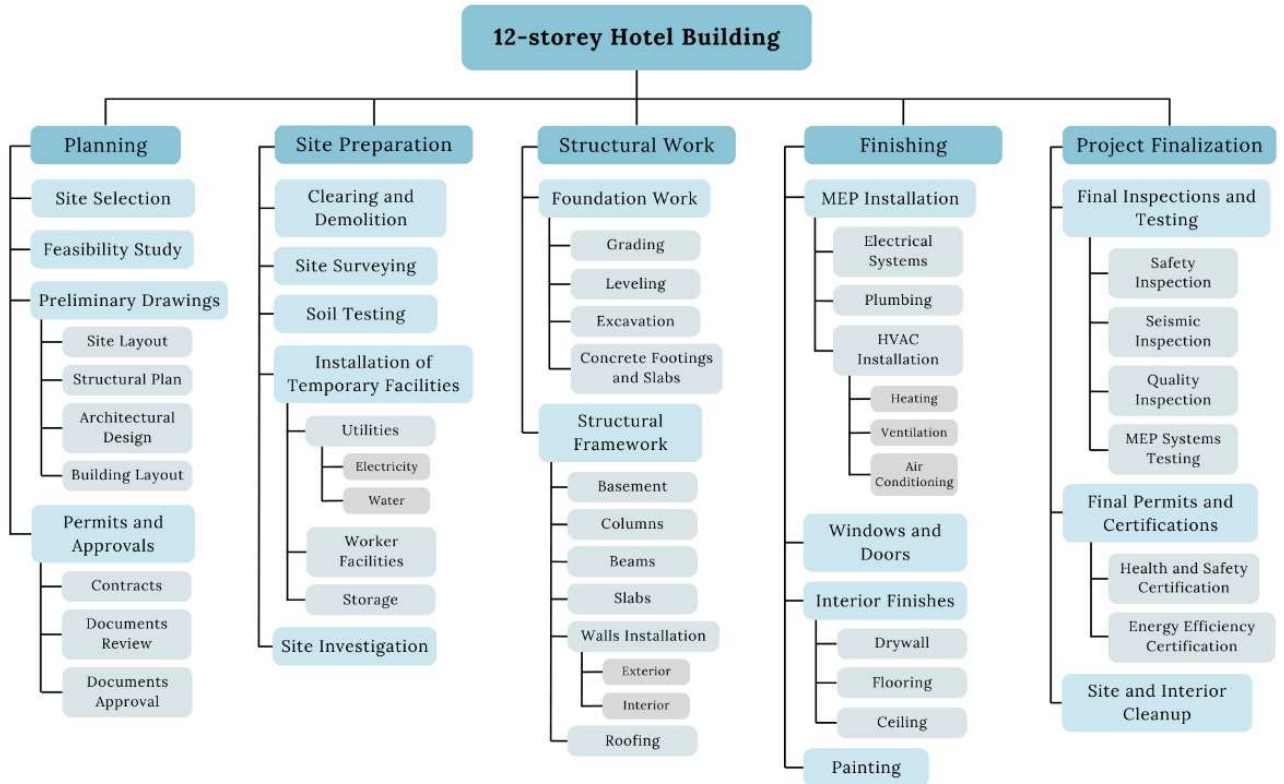 12-storey Hotel Building
Planning
Site Selection
Feasibility Study
Preliminary Drawings
Site Layout
Structural Plan
Architectural
Design
Building Layout
Permits and
Approvals
Contracts
Documents
Review
Documents
Approval
Site Preparation
Clearing and
Demolition
Site Surveying
Soil Testing
Installation of
Temporary Facilities
Utilities
Electricity
Water
Worker
Facilities
Storage
Site Investigation
Structural Work
Foundation Work
Grading
Leveling
Excavation
Concrete Footings
and Slabs
Structural
Framework
Basement
Columns
Beams
Slabs
Walls Installation
Exterior
Interior
Roofing
Finishing
MEP Installation
Electrical
Systems
Plumbing
HVAC
Installation
Heating
Ventilation
Air
Conditioning
Windows and
Doors
Interior Finishes
Drywall
Flooring
Ceiling
Painting
Project Finalization
Final Inspections and
Testing
Safety
Inspection
Seismic
Inspection
Quality
Inspection
MEP Systems
Testing
Final Permits and
Certifications
Health and Safety
Certification
Energy Efficiency
Certification
Site and Interior
Cleanup